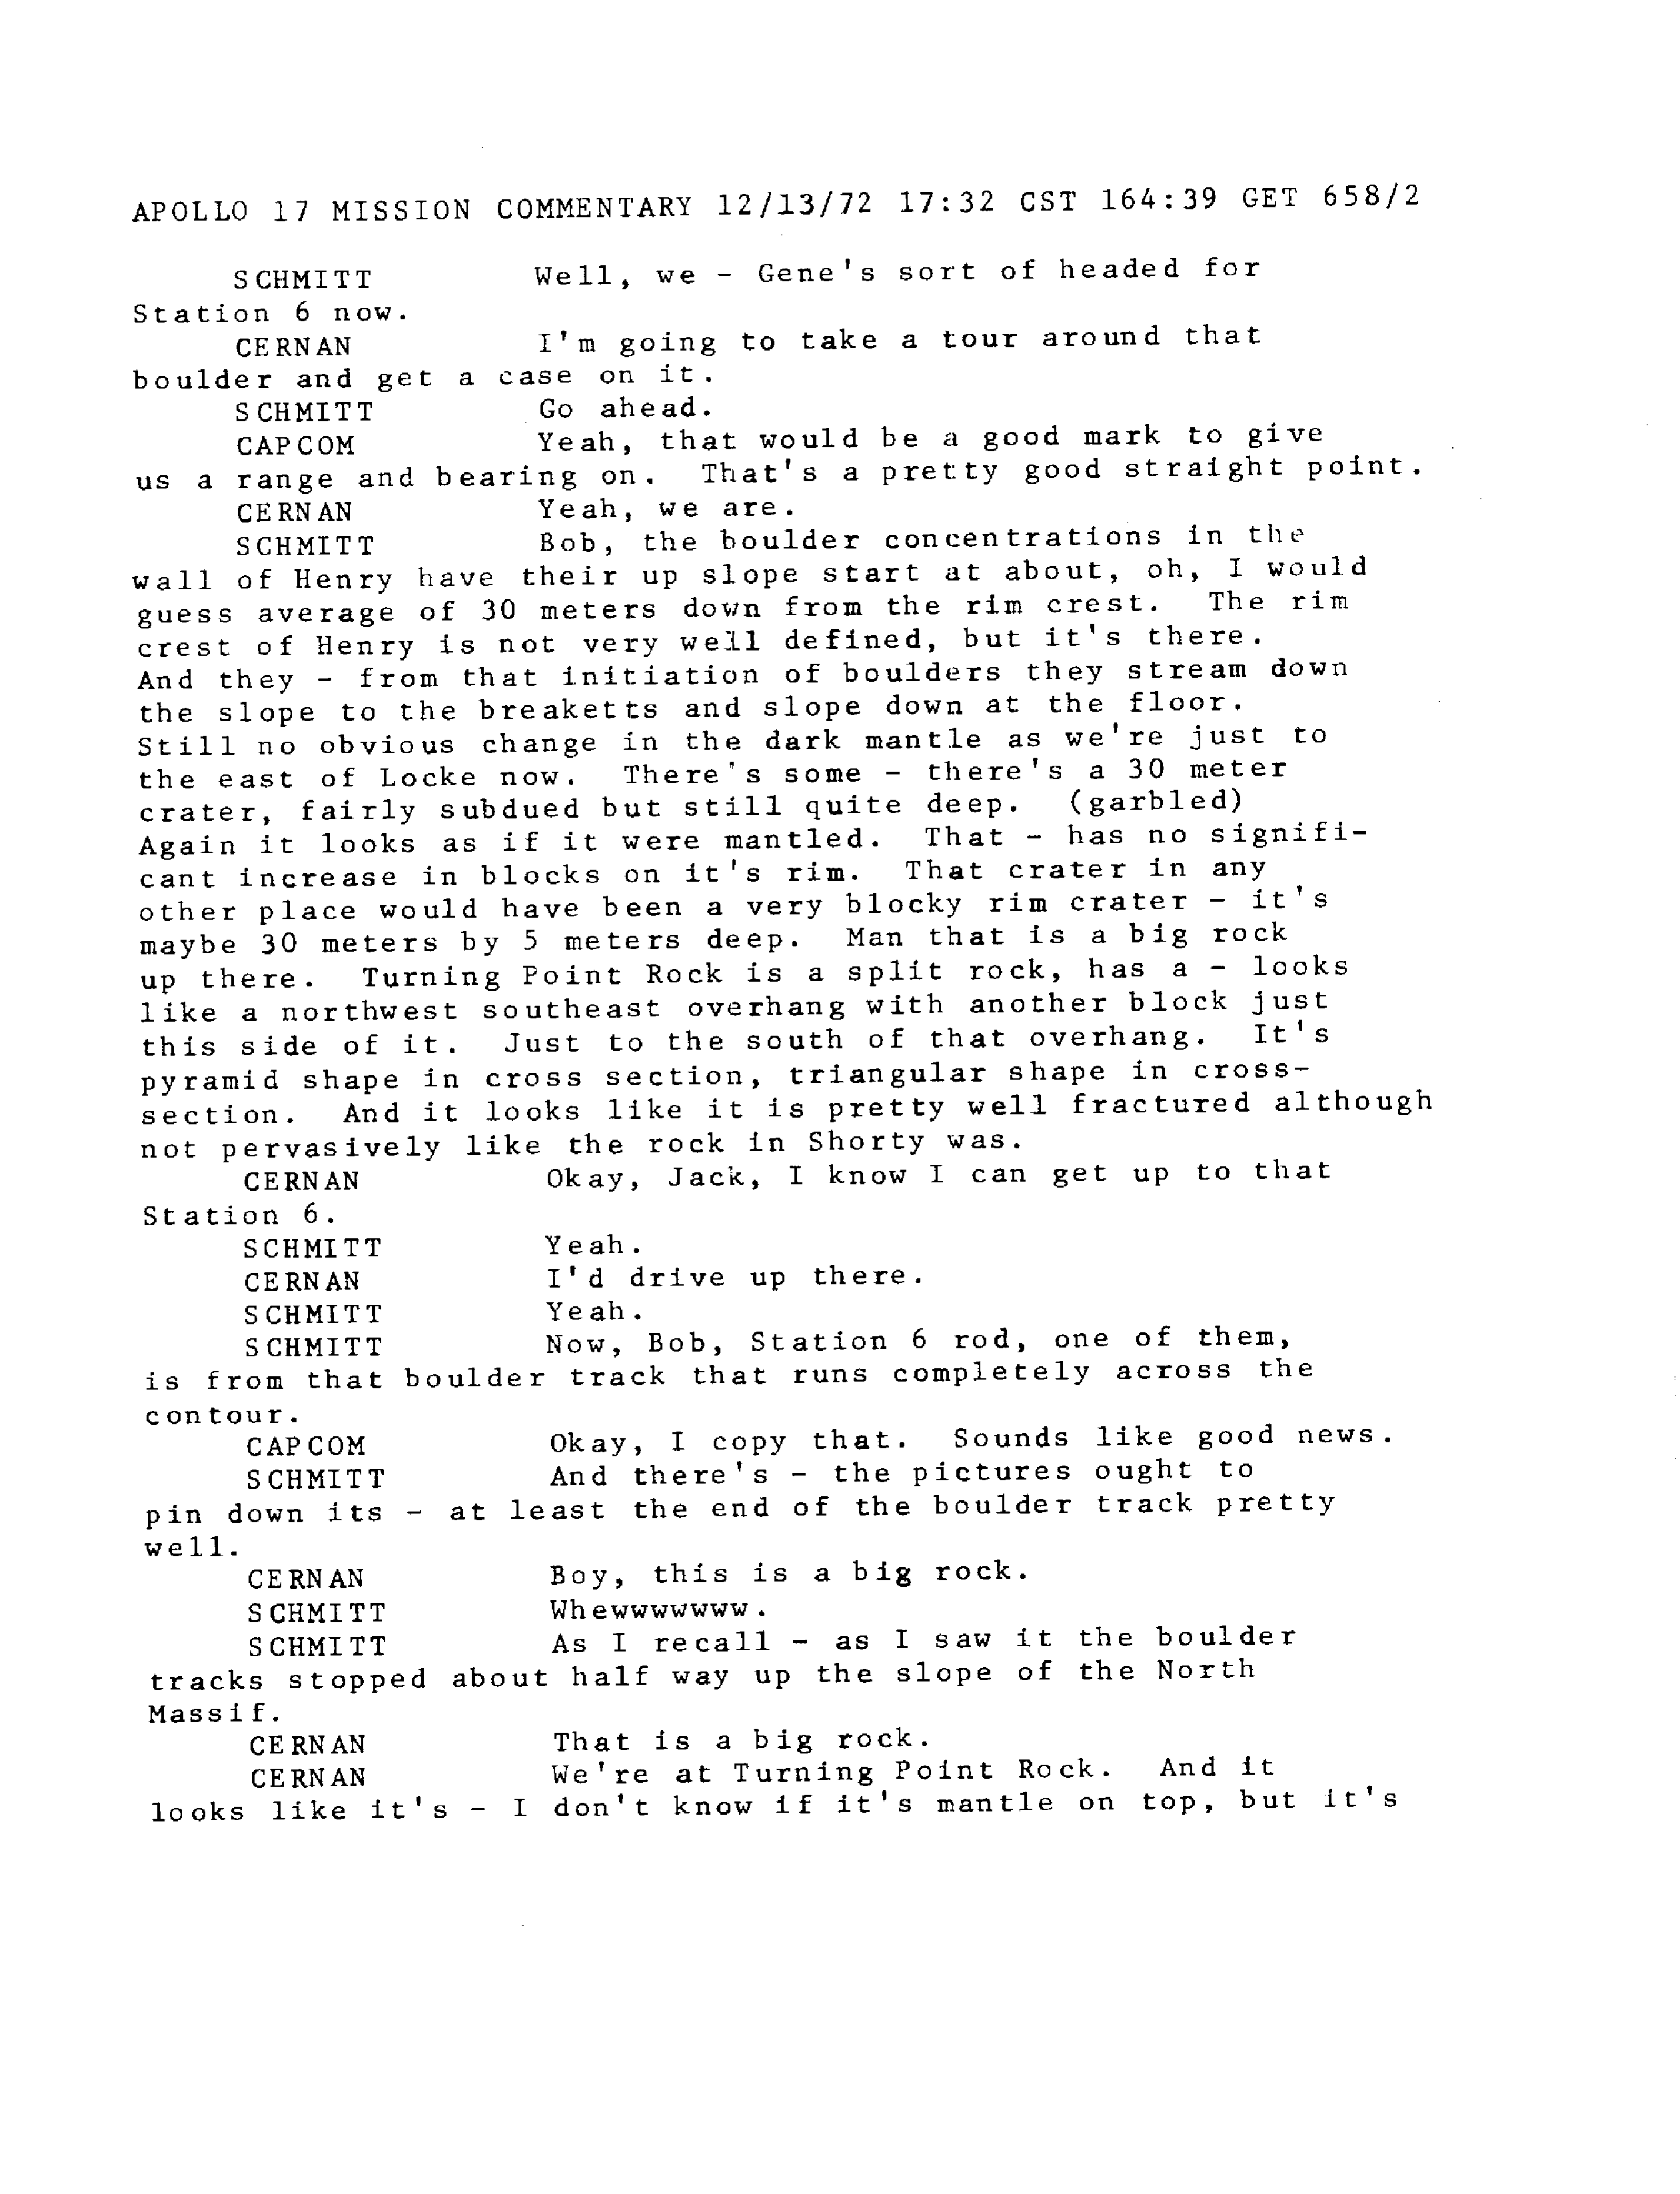 APOLLO 17 MISSION COMMENTARY 12/13/72 17:32 CST 164:39 GET 658/2
SCHMITT Well, we - Gene's sort of headed for
Station 6 now.
CERNAN I'm going to take a tour around that
boulder and get a case on it.
SCHMITT Go ahead.
CAPCOM Yeah, that would be a good mark to give
us a range and bearing on. That's a pretty good straight point.
CERNAN Yeah, we are.
SCHMITT Bob, the boulder concentrations in the
wall of Henry have their up slope start at about, oh, I would
guess average of 30 meters down from the rim crest. The rim
crest of Henry is not very well defined, but it's there.
And they - from that initiation of boulders they stream down
the slope to the breaketts and slope down at the floor.
Still no obvious change in the dark mantle as we're just to
the east of Locke now. There's some - there's a 30 meter
crater, fairly subdued but still quite deep. (garbled)
Again it looks as if it were mantled. That - has no signifi-
cant increase in blocks on it's rim. That crater in any
other place would have been a very blocky rim crater - it's
maybe 30 meters by 5 meters deep. Man that is a big rock
up there. Turning Point Rock is a split rock, has a - looks
like a northwest southeast overhang with another block just
this side of it. Just to the south of that overhang. It's
pyramid shape in cross section, triangular shape in cross-
section. And it looks like it is pretty well fractured although
not pervasively like the rock in Shorty was.
CERNAN Okay, Jack, I know I can get up to that
Station 6.
SCHMITT Yeah.
CERNAN I'd drive up there.
SCHMITT Yeah.
SCHMITT Now, Bob, Station 6 rod, one of them,
is from that boulder track that runs completely across the
contour.
CAPCOM Okay, I copy that. Sounds like good news.
SCHMITT And there's - the pictures ought to
pin down its - at least the end of the boulder track pretty
well.
CERNAN Boy, this is a big rock.
SCHMITT Whewwwwwww.
SCHMITT As I recall - as I saw it the boulder
tracks stopped about half way up the slope of the North
Massif.
CERNAN That is a big rock.
CERNAN We're at Turning Point Rock. And it
looks like it's - I don't know if it's mantle on top, but it's